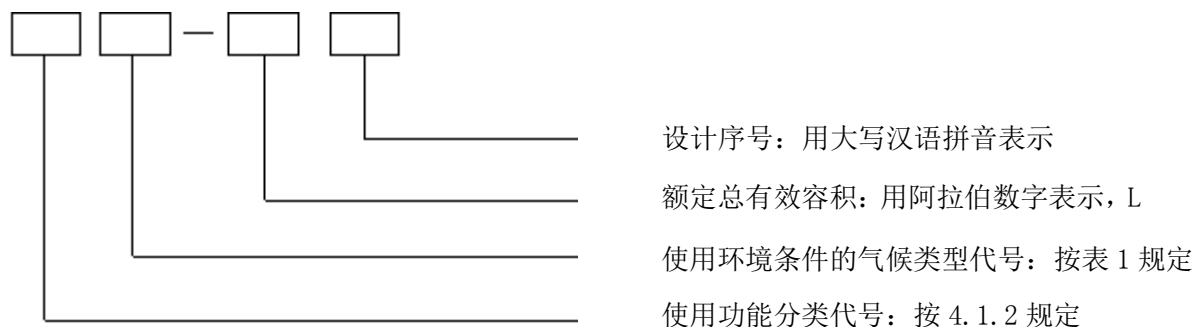 设计序号：用大写汉语拼音表示
额定总有效容积：用阿拉伯数字表示，L
使用环境条件的气候类型代号：按表 1 规定
使用功能分类代号：按 4.1.2 规定